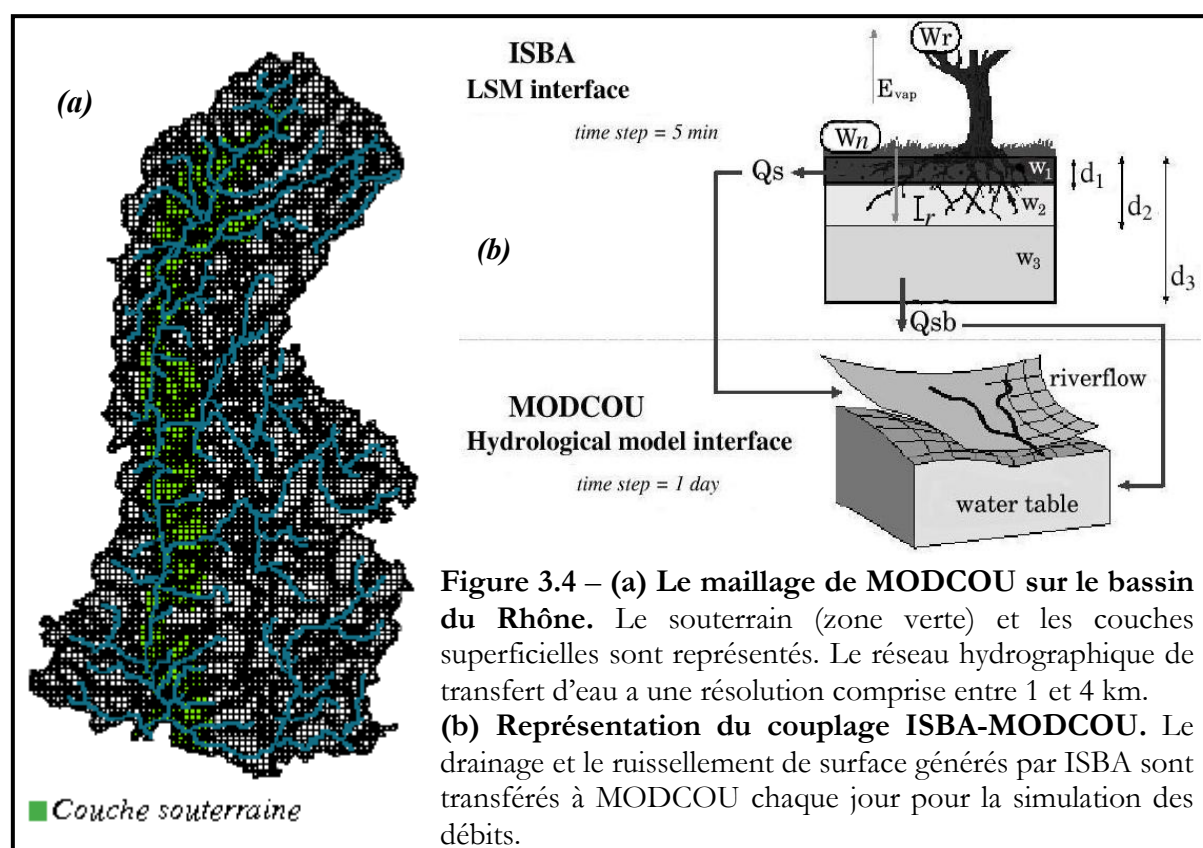 (a)
Couche souterraine
ISBA
LSM interface
time step = 5 min
(b)
Wr
Evap
Wn
Qs
w1
d1
w2
d2
Ir
w3
d3
Qsb
MODCOU
Hydrological model interface
time step = 1 day
riverflow
water table
Figure 3.4 – (a) Le maillage de MODCOU sur le bassin
du Rhône. Le souterrain (zone verte) et les couches
superficielles sont représentés. Le réseau hydrographique de
transfert d’eau a une résolution comprise entre 1 et 4 km.
(b) Représentation du couplage ISBA-MODCOU. Le
drainage et le ruissellement de surface générés par ISBA sont
transférés à MODCOU chaque jour pour la simulation des
débits.